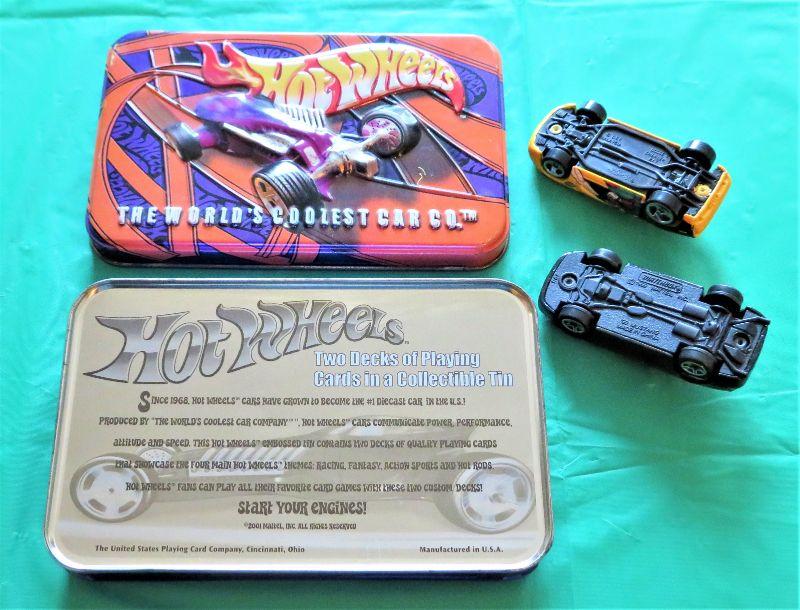 HOT WHEELS
THE WORLD'S COOLEST CAR CO.™
HOT WHEELS™
Two Decks of Playing
Cards in a Collectible Tin
SINCE 1968, HOT WHEELS™ CARS HAVE GROWN TO BECOME THE #1 DIECAST CAR IN THE U.S.!
PRODUCED BY "THE WORLD'S COOLEST CAR COMPANY™", HOT WHEELS™ CARS COMMUNICATE POWER, PERFORMANCE,
ATTITUDE AND SPEED. THIS HOT WHEELS™ EMBOSSED TIN CONTAINS TWO DECKS OF QUALITY PLAYING CARDS
THAT SHOWCASE THE FOUR MAIN HOT WHEELS™ THEMES: RACING, FANTASY, ACTION SPORTS AND HOT RODS.
HOT WHEELS™ FANS CAN PLAY ALL THEIR FAVORITE CARD GAMES WITH THESE TWO CUSTOM DECKS!
START YOUR ENGINES!
©2001 MATTEL, INC. ALL RIGHTS RESERVED
The United States Playing Card Company, Cincinnati, Ohio
Manufactured in U.S.A.
MATCHBOX
MUSTANG